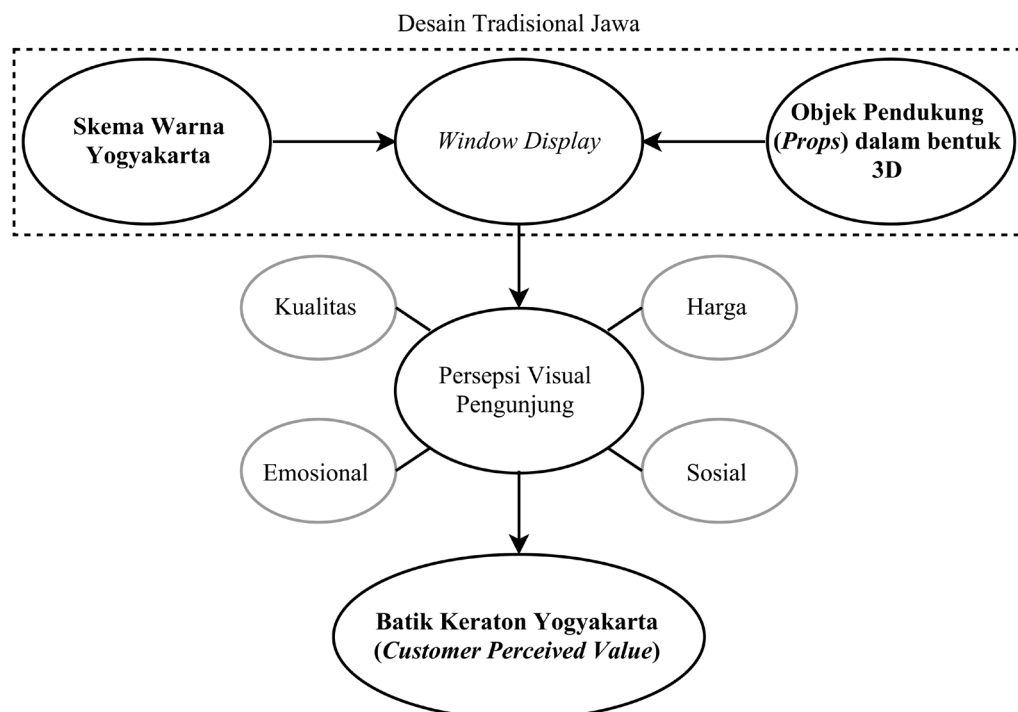 Desain Tradisional Jawa
Skema Warna
Yogyakarta
Window Display
Objek Pendukung
(Props) dalam bentuk
3D
Kualitas
Harga
Persepsi Visual
Pengunjung
Emosional
Sosial
Batik Keraton Yogyakarta
(Customer Perceived Value)